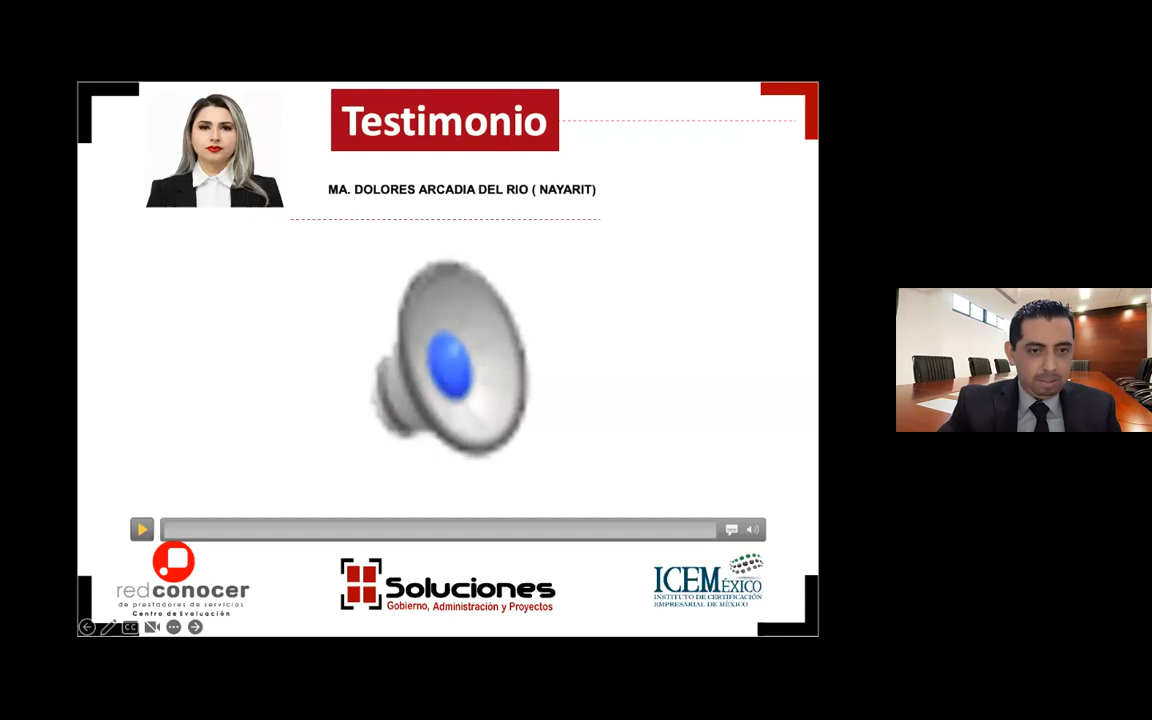 Testimonio
MA. DOLORES ARCADIA DEL RIO ( NAYARIT)
redconocer
de prestadores de servicios
Centro de Evaluación
Soluciones
Gobierno, Administración y Proyectos
ICEMÉXICO
INSTITUTO DE CERTIFICACIÓN
EMPRESARIAL DE MÉXICO
CC